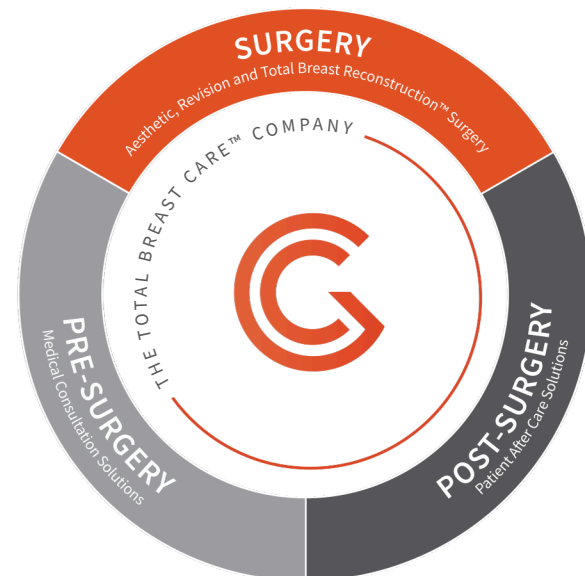 SURGERY
Aesthetic, Revision and Total Breast Reconstruction™ Surgery
THE TOTAL BREAST CARE™ COMPANY
PRE-SURGERY
Medical Consultation Solutions
POST-SURGERY
Patient After Care Solutions